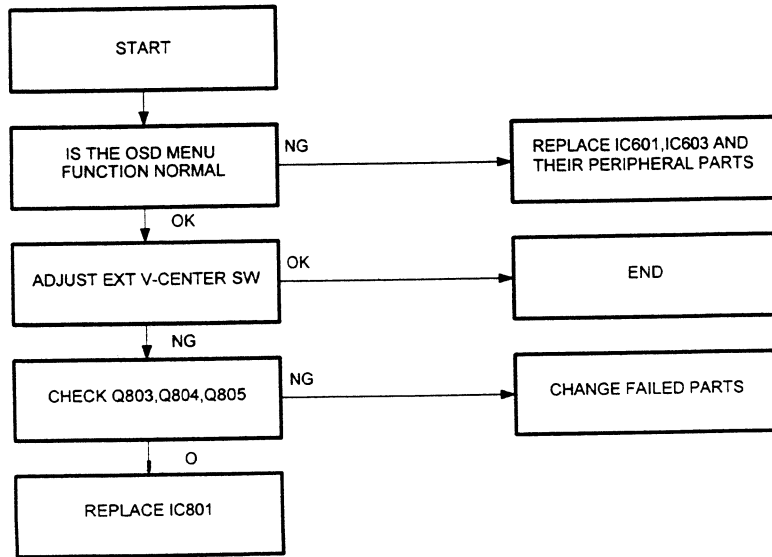 START
IS THE OSD MENU
FUNCTION NORMAL
NG
REPLACE IC601,IC603 AND
THEIR PERIPHERAL PARTS
OK
ADJUST EXT V-CENTER SW
OK
END
NG
CHECK Q803,Q804,Q805
NG
CHANGE FAILED PARTS
O
REPLACE IC801